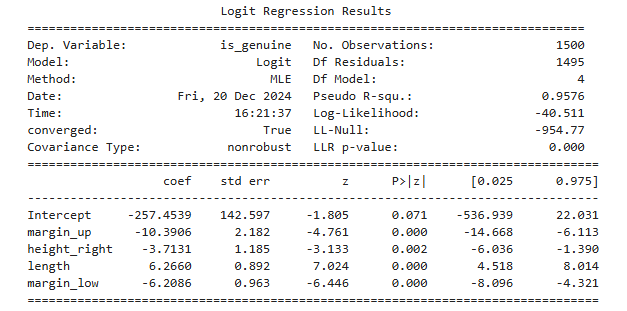 Logit Regression Results
==============================================================================
Dep. Variable: is_genuine No. Observations: 1500
Model: Logit Df Residuals: 1495
Method: MLE Df Model: 4
Date: Fri, 20 Dec 2024 Pseudo R-squ.: 0.9576
Time: 16:21:37 Log-Likelihood: -40.511
converged: True LL-Null: -954.77
Covariance Type: nonrobust LLR p-value: 0.000
================================================================================
coef std err z P>|z| [0.025 0.975]
--------------------------------------------------------------------------------
Intercept -257.4539 142.597 -1.805 0.071 -536.939 22.031
margin_up -10.3906 2.182 -4.761 0.000 -14.668 -6.113
height_right -3.7131 1.185 -3.133 0.002 -6.036 -1.390
length 6.2660 0.892 7.024 0.000 4.518 8.014
margin_low -6.2086 0.963 -6.446 0.000 -8.096 -4.321
================================================================================